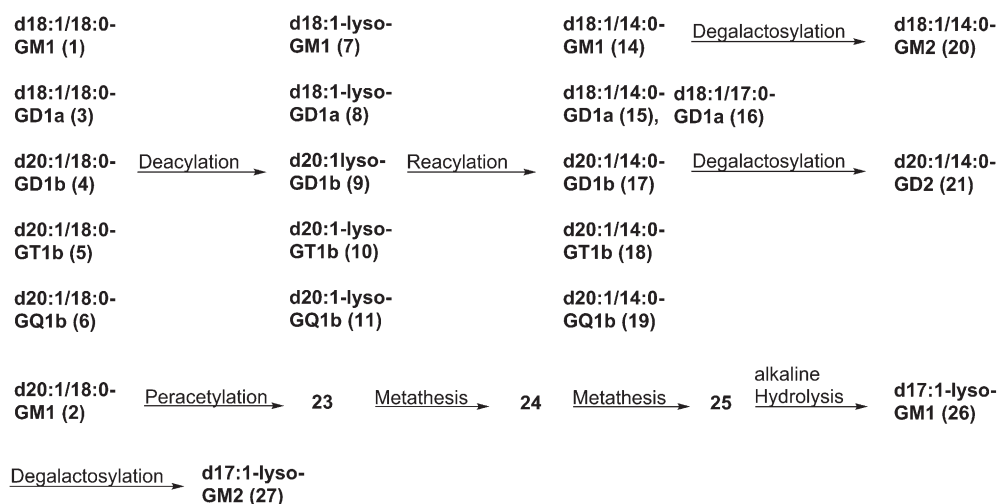 d18:1/18:0- d18:1-lyso- d18:1/14:0- Degalactosylation d18:1/14:0-
GM1 (1) GM1 (7) GM1 (14) GM2 (20)
d18:1/18:0- d18:1-lyso- d18:1/14:0- d18:1/17:0-
GD1a (3) GD1a (8) GD1a (15), GD1a (16)
d20:1/18:0- Deacylation d20:1lyso- Reacylation d20:1/14:0- Degalactosylation d20:1/14:0-
GD1b (4) GD1b (9) GD1b (17) GD2 (21)
d20:1/18:0- d20:1-lyso- d20:1/14:0-
GT1b (5) GT1b (10) GT1b (18)
d20:1/18:0- d20:1-lyso- d20:1/14:0-
GQ1b (6) GQ1b (11) GQ1b (19)
alkaline
d20:1/18:0- Peracetylation 23 Metathesis 24 Metathesis 25 Hydrolysis d17:1-lyso-
GM1 (2) GM1 (26)
Degalactosylation d17:1-lyso-
GM2 (27)